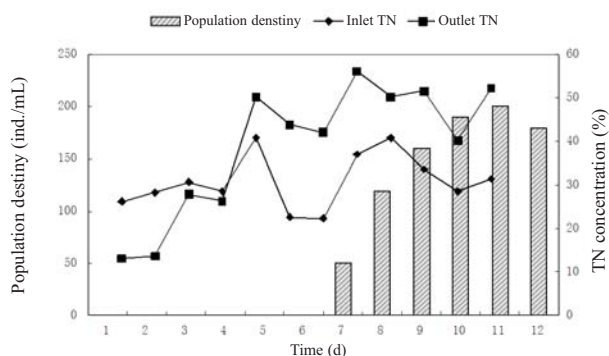 Population denstiny Inlet TN Outlet TN
250 60
200 50
150 40
100 30
50 20
0 10
0
Population destiny (ind./mL)
TN concentration (%)
1 2 3 4 5 6 7 8 9 10 11 12
Time (d)